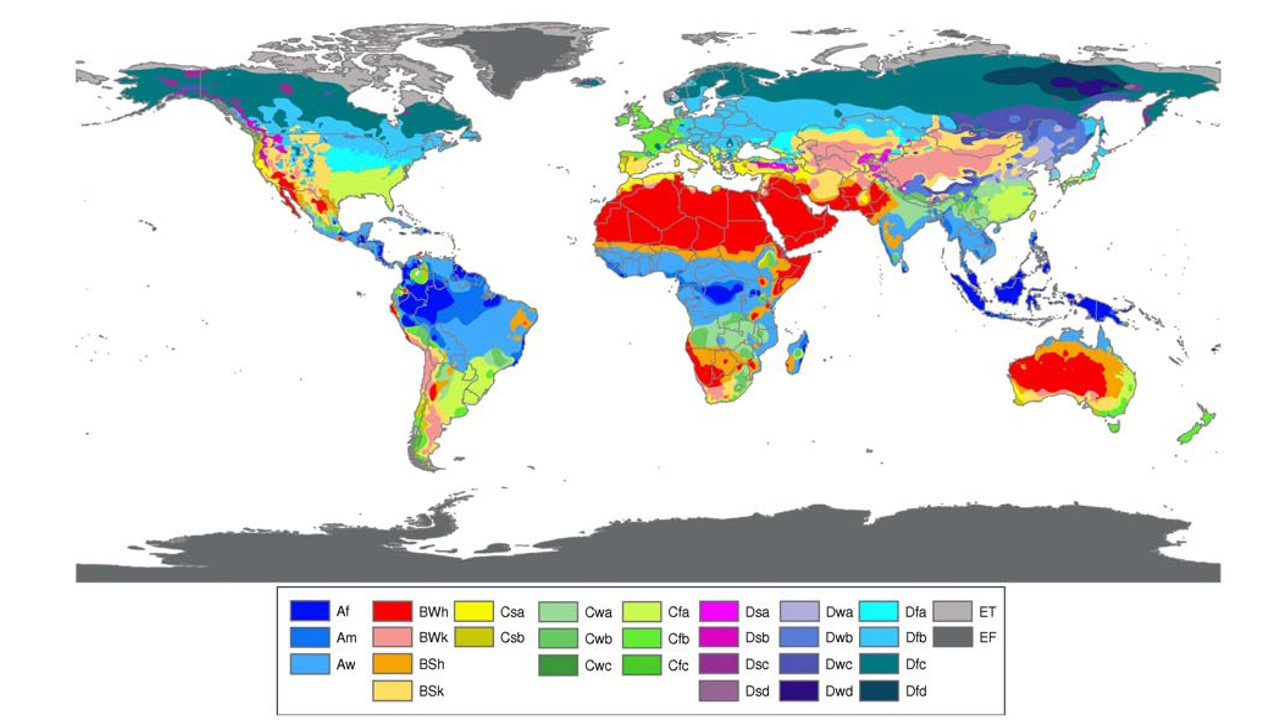 Af BWh Csa Cwa Cfa Dsa Dwa Dfa ET
Am BWk Csb Cwb Cfb Dsb Dwb Dfb EF
Aw BSh Cwc Cfc Dsc Dwc Dfc
BSk Dsd Dwd Dfd